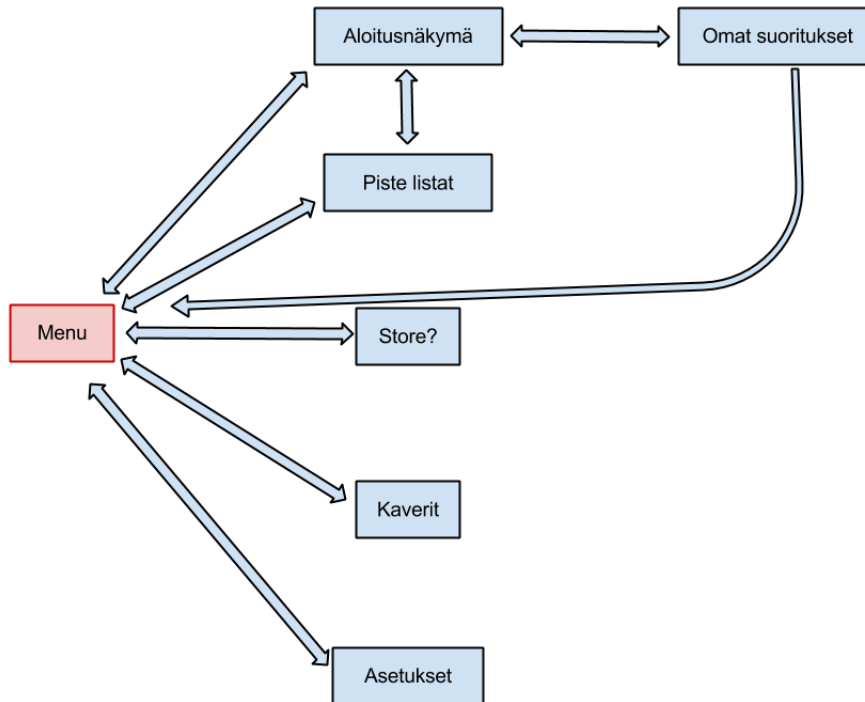 Aloitusnäkymä
Omat suoritukset
Piste listat
Menu
Store?
Kaverit
Asetukset